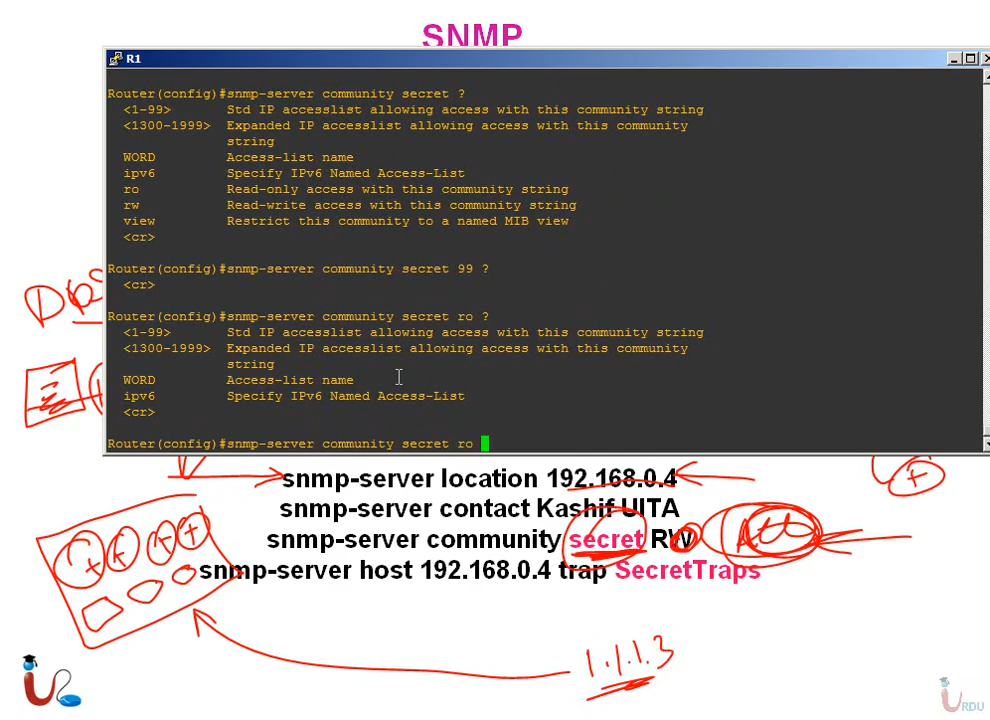 SNMP
R1
Router(config)#snmp-server community secret ?
<1-99> Std IP accesslist allowing access with this community string
<1300-1999> Expanded IP accesslist allowing access with this community
string
WORD Access-list name
ipv6 Specify IPv6 Named Access-List
ro Read-only access with this community string
rw Read-write access with this community string
view Restrict this community to a named MIB view
<cr>
Router(config)#snmp-server community secret 99 ?
<cr>
Router(config)#snmp-server community secret ro ?
<1-99> Std IP accesslist allowing access with this community string
<1300-1999> Expanded IP accesslist allowing access with this community
string
WORD Access-list name
ipv6 Specify IPv6 Named Access-List
<cr>
Router(config)#snmp-server community secret ro
snmp-server location 192.168.0.4
snmp-server contact Kashif UITA
snmp-server community secret RW
snmp-server host 192.168.0.4 trap SecretTraps
1.1.1.3
URDU